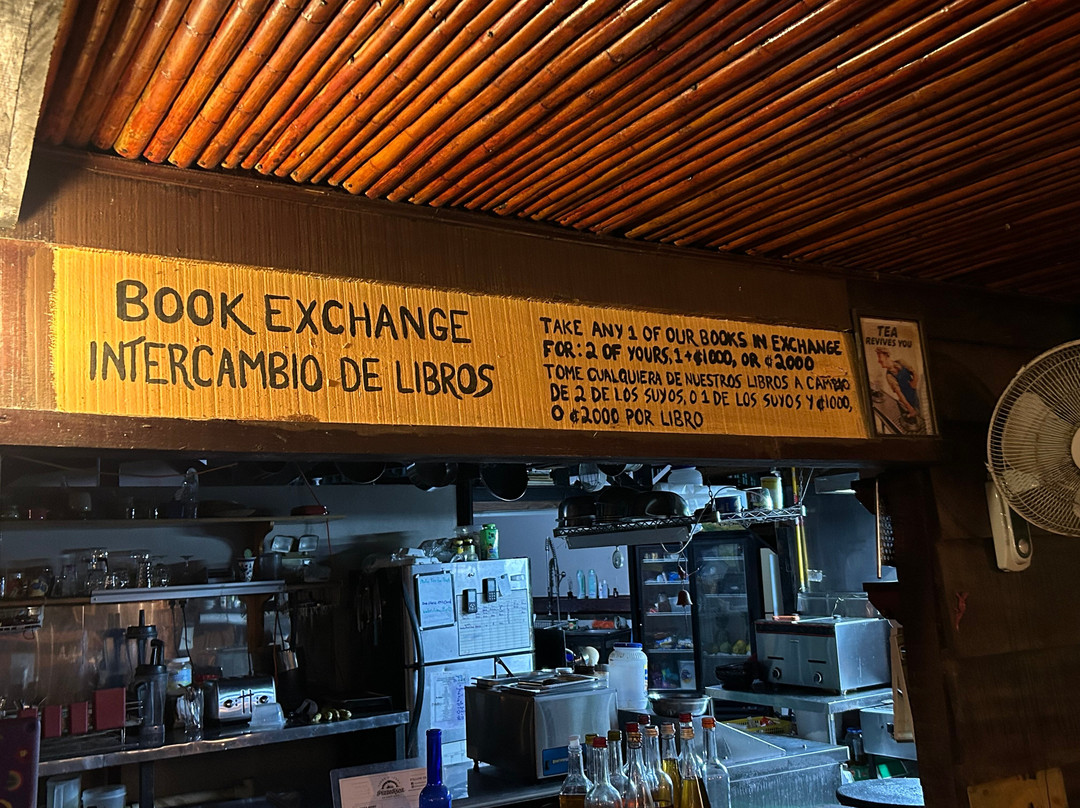 BOOK EXCHANGE
INTERCAMBIO DE LIBROS
TAKE ANY 1 OF OUR BOOKS IN EXCHANGE
FOR: 2 OF YOURS, 1+₡1000, OR ₡2000
TOME CUALQUIERA DE NUESTROS LIBROS A CAMBIO
DE 2 DE LOS SUYOS, O 1 DE LOS SUYOS Y ₡1000,
O ₡2000 POR LIBRO
TEA
REVIVES YOU